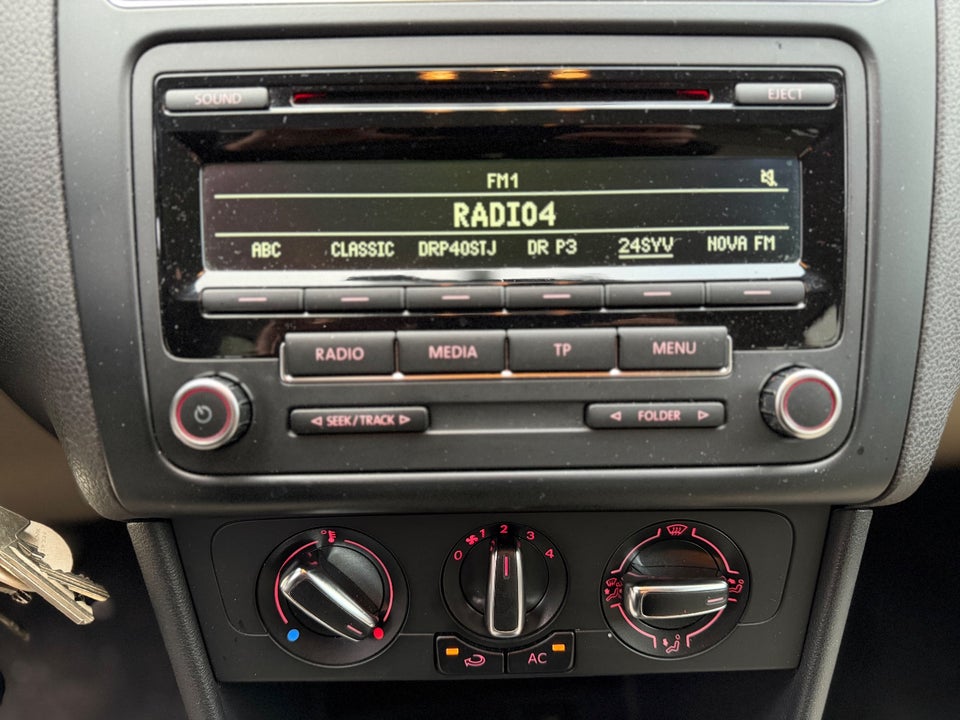 SOUND EJECT
FM1
RADIO4
ABC CLASSIC DRP4OSTJ DR P3 24SYV NOVA FM
RADIO MEDIA TP MENU
SEEK/TRACK FOLDER
0 1 2 3 4
AC